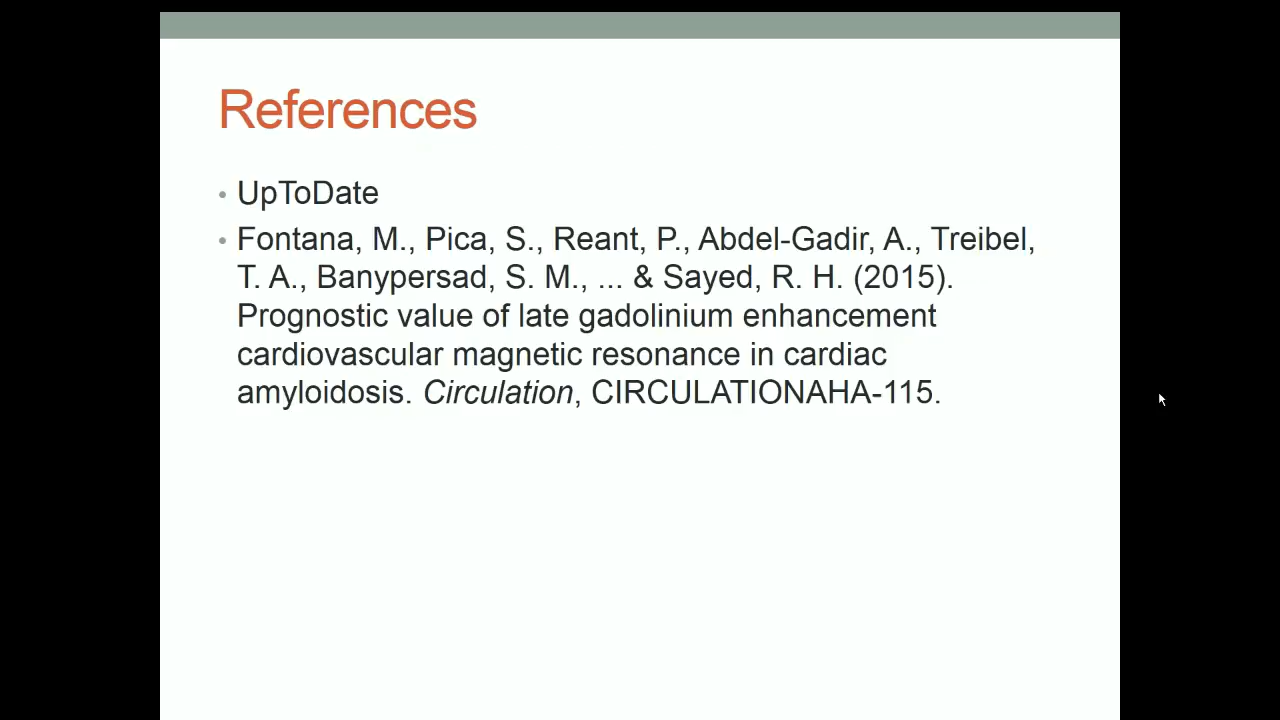 References
• UpToDate
• Fontana, M., Pica, S., Reant, P., Abdel-Gadir, A., Treibel,
T. A., Banypersad, S. M., ... & Sayed, R. H. (2015).
Prognostic value of late gadolinium enhancement
cardiovascular magnetic resonance in cardiac
amyloidosis. Circulation, CIRCULATIONAHA-115.